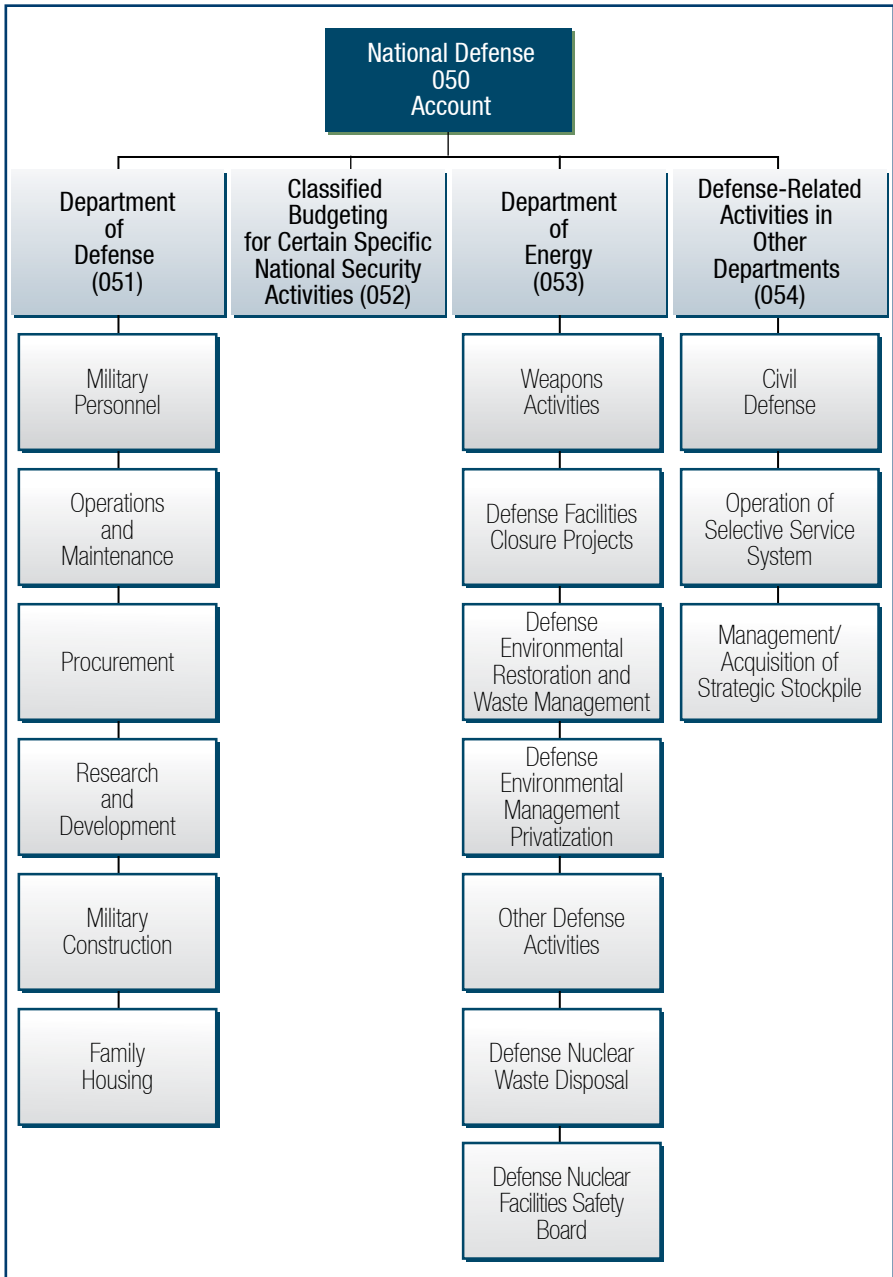 National Defense
050
Account
Department
of
Defense
(051)
Classified
Budgeting
for Certain Specific
National Security
Activities (052)
Department
of
Energy
(053)
Defense-Related
Activities in
Other
Departments
(054)
Military
Personnel
Operations
and
Maintenance
Procurement
Research
and
Development
Military
Construction
Family
Housing
Weapons
Activities
Defense Facilities
Closure Projects
Defense
Environmental
Restoration and
Waste Management
Defense
Environmental
Management
Privatization
Other Defense
Activities
Defense Nuclear
Waste Disposal
Defense Nuclear
Facilities Safety
Board
Civil
Defense
Operation of
Selective Service
System
Management/
Acquisition of
Strategic Stockpile